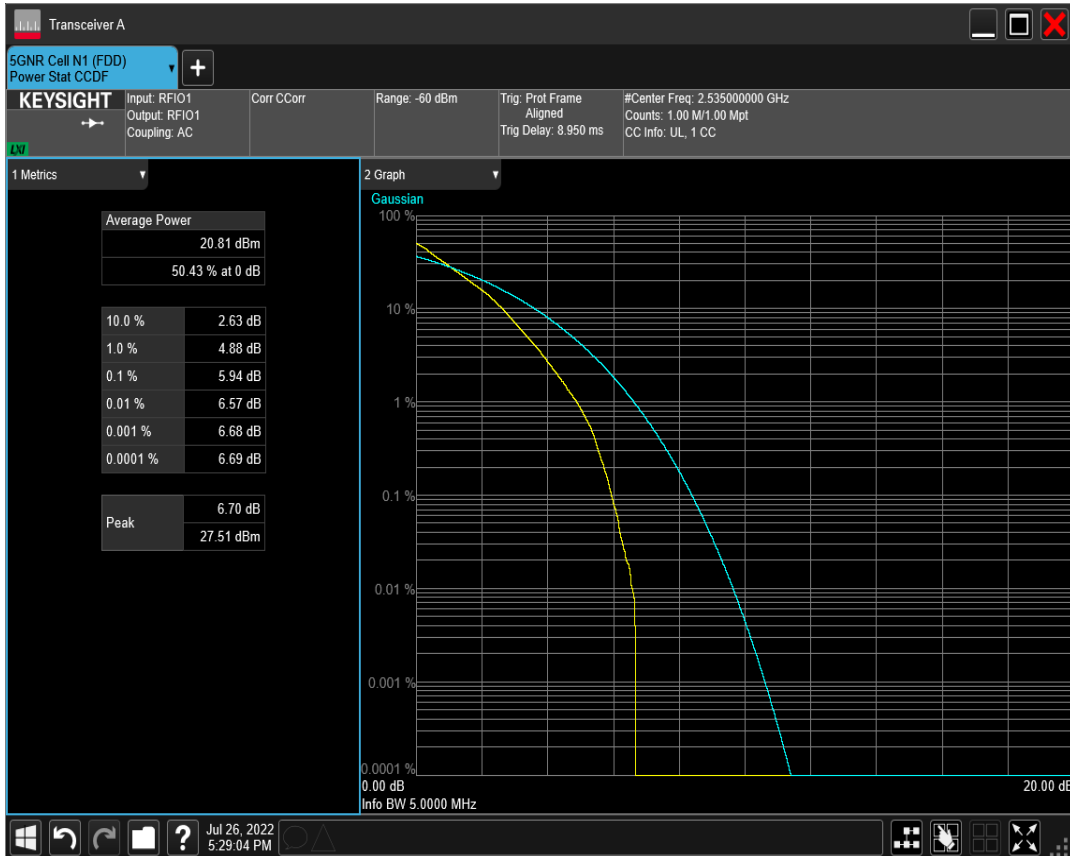 Transceiver A
5GNR Cell N1 (FDD)
Power Stat CCDF
+
KEYSIGHT
LXI
Input: RFIO1
Output: RFIO1
Coupling: AC
Corr CCorr
Range: -60 dBm
Trig: Prot Frame
Aligned
Trig Delay: 8.950 ms
#Center Freq: 2.535000000 GHz
Counts: 1.00 M/1.00 Mpt
CC Info: UL, 1 CC
1 Metrics
Average Power
20.81 dBm
50.43 % at 0 dB
10.0 % 2.63 dB
1.0 % 4.88 dB
0.1 % 5.94 dB
0.01 % 6.57 dB
0.001 % 6.68 dB
0.0001 % 6.69 dB
Peak
6.70 dB
27.51 dBm
2 Graph
Gaussian
100 %
10 %
1 %
0.1 %
0.01 %
0.001 %
0.0001 %
0.00 dB
20.00 dB
Info BW 5.0000 MHz
?
Jul 26, 2022
5:29:04 PM